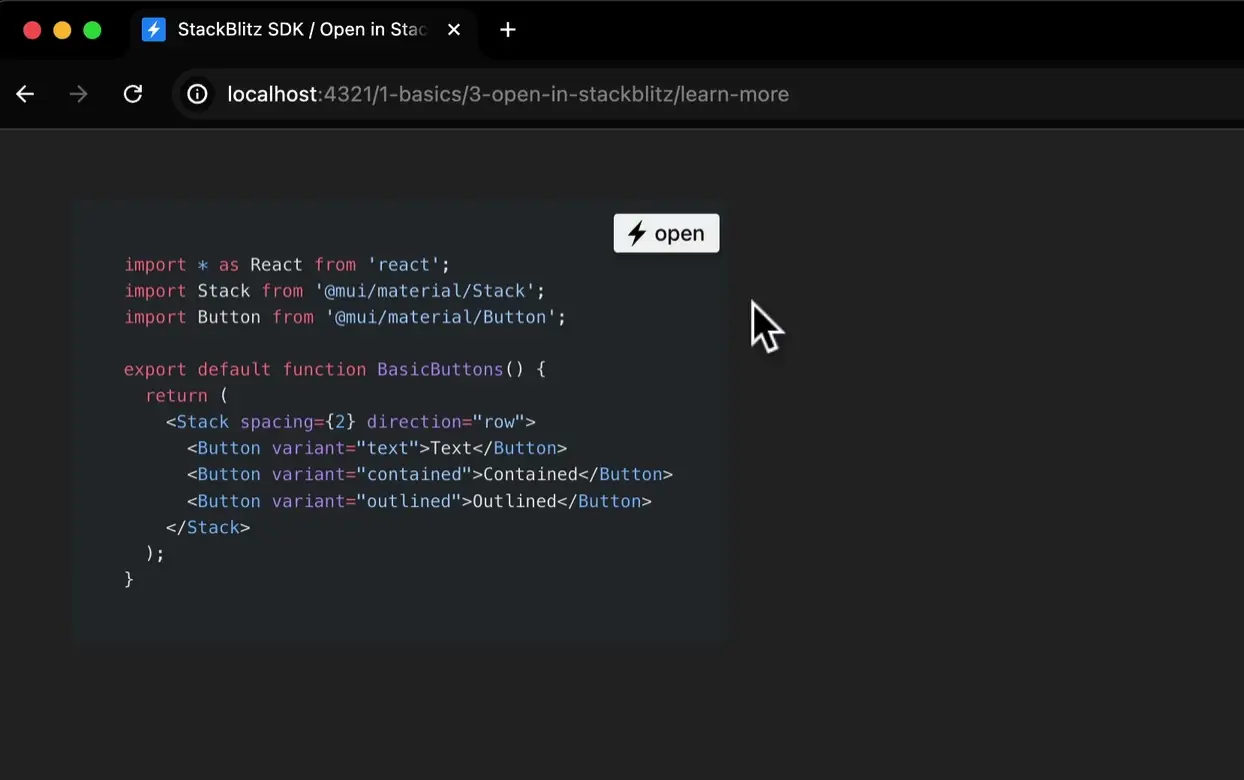 StackBlitz SDK / Open in Stac
localhost:4321/1-basics/3-open-in-stackblitz/learn-more
open
import * as React from 'react';
import Stack from '@mui/material/Stack';
import Button from '@mui/material/Button';
export default function BasicButtons() {
  return (
    <Stack spacing={2} direction="row">
      <Button variant="text">Text</Button>
      <Button variant="contained">Contained</Button>
      <Button variant="outlined">Outlined</Button>
    </Stack>
  );
}